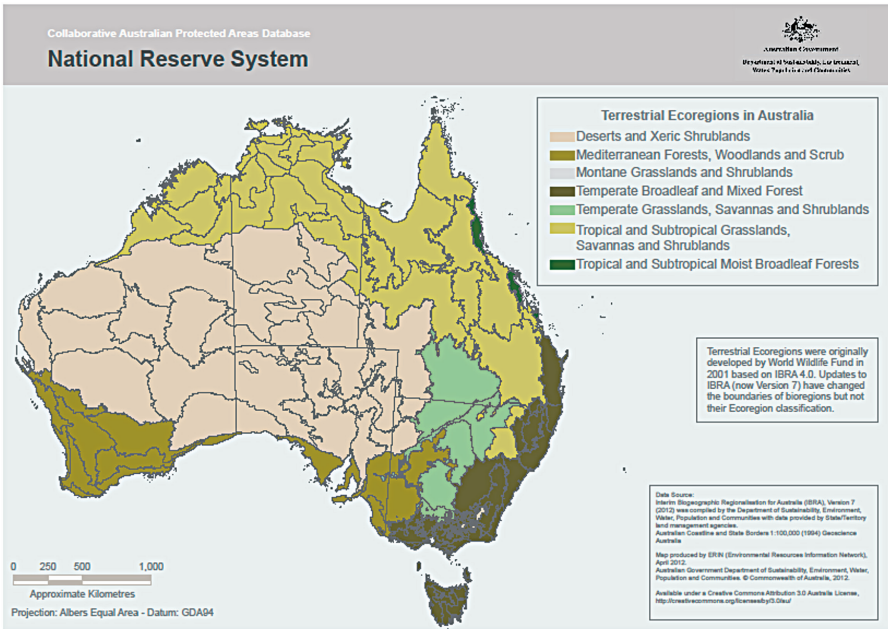 Collaborative Australian Protected Areas Database
National Reserve System
Australian Government
Department of Sustainability, Environment,
Water, Population and Communities
Terrestrial Ecoregions in Australia
Deserts and Xeric Shrublands
Mediterranean Forests, Woodlands and Scrub
Montane Grasslands and Shrublands
Temperate Broadleaf and Mixed Forest
Temperate Grasslands, Savannas and Shrublands
Tropical and Subtropical Grasslands,
Savannas and Shrublands
Tropical and Subtropical Moist Broadleaf Forests
Terrestrial Ecoregions were originally
developed by World Wildlife Fund in
2001 based on IBRA 4.0. Updates to
IBRA (now Version 7) have changed
the boundaries of bioregions but not
their Ecoregion classification.
Data Source:
Interim Biogeographic Regionalisation for Australia (IBRA), Version 7
(2012) was compiled by the Department of Sustainability, Environment,
Water, Population and Communities with data provided by State/Territory
land management agencies.
Australian Coastline and State Borders 1:100,000 (1994) Geoscience
Australia
Map produced by ERIN (Environmental Resources Information Network),
April 2012.
Australian Government Department of Sustainability, Environment, Water,
Population and Communities. © Commonwealth of Australia, 2012.
Available under a Creative Commons Attribution 3.0 Australia License,
http://creativecommons.org/licenses/by/3.0/au/
0 250 500 1,000
Approximate Kilometres
Projection: Albers Equal Area - Datum: GDA94